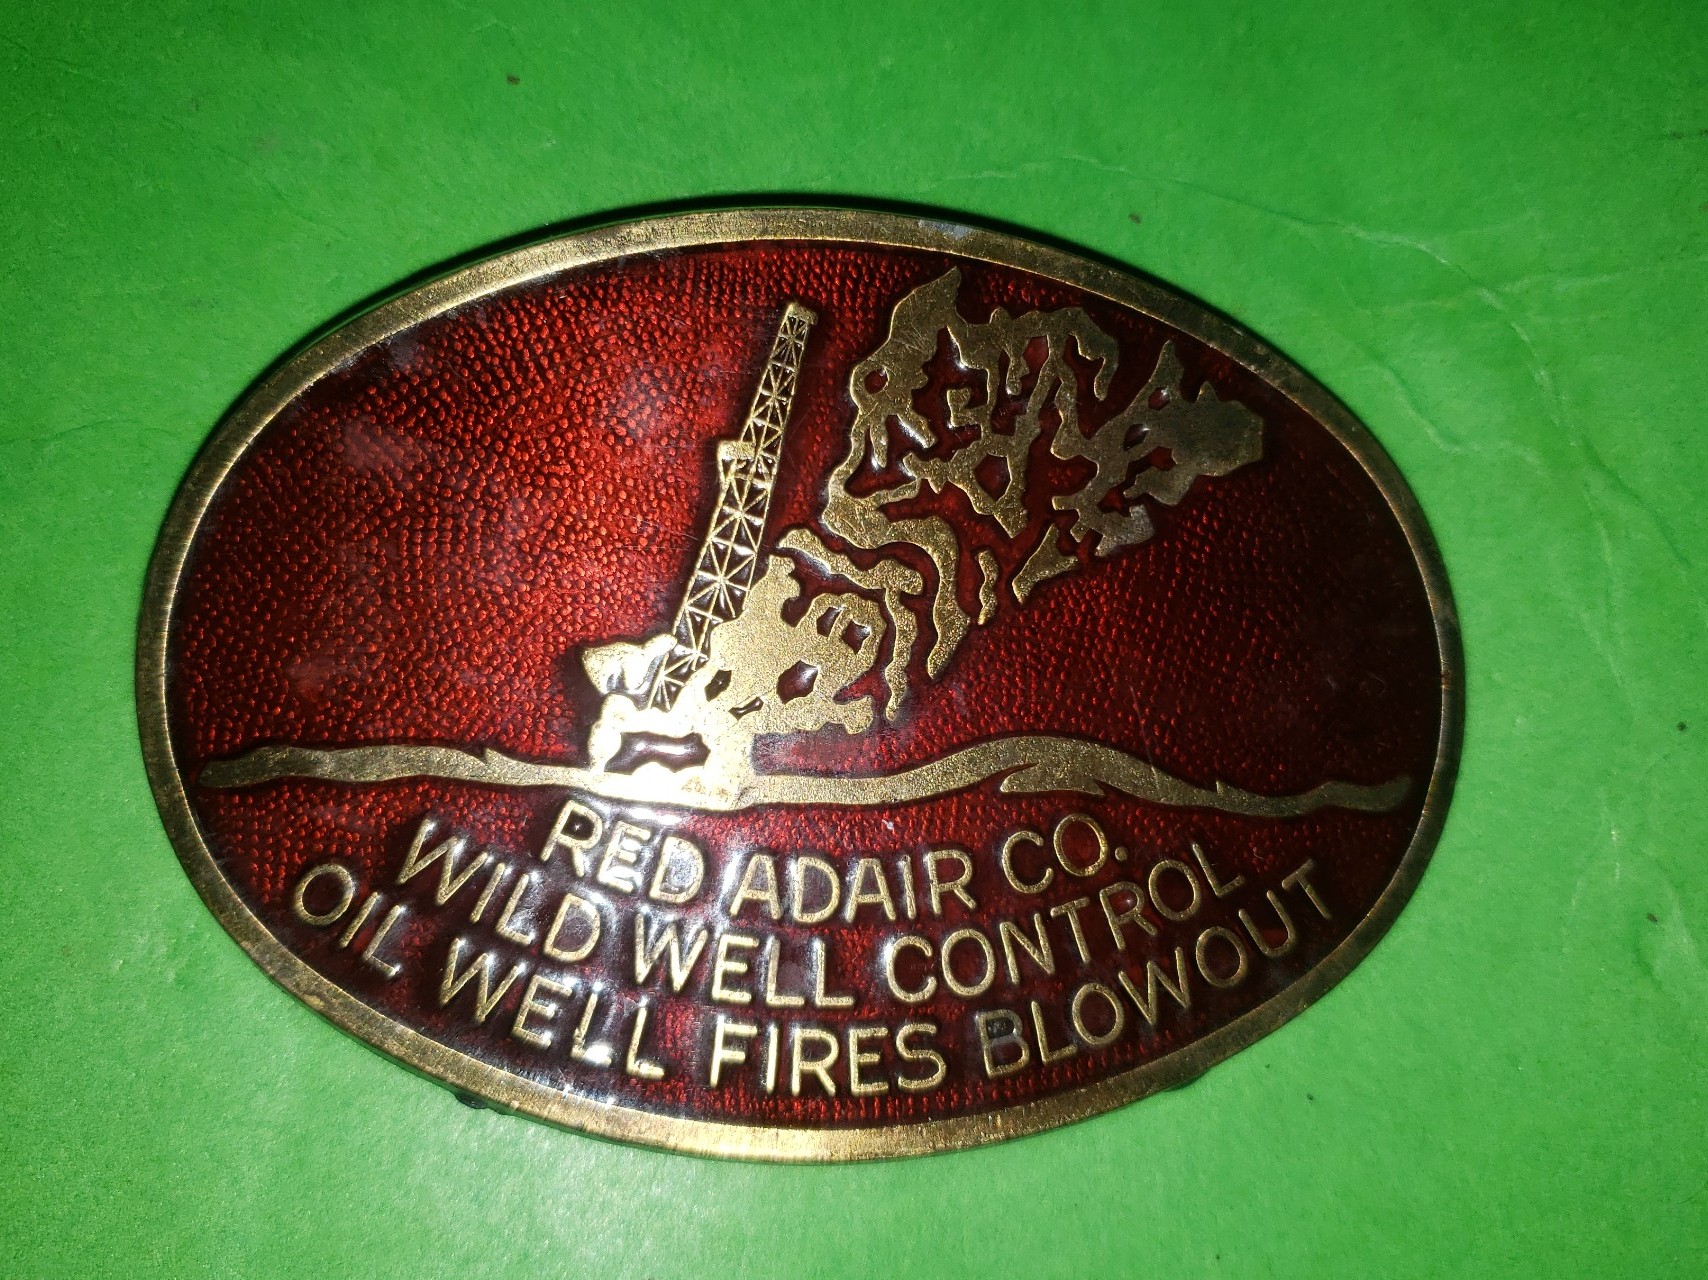 RED ADAIR CO.
WILD WELL CONTROL
OIL WELL FIRES BLOWOUT